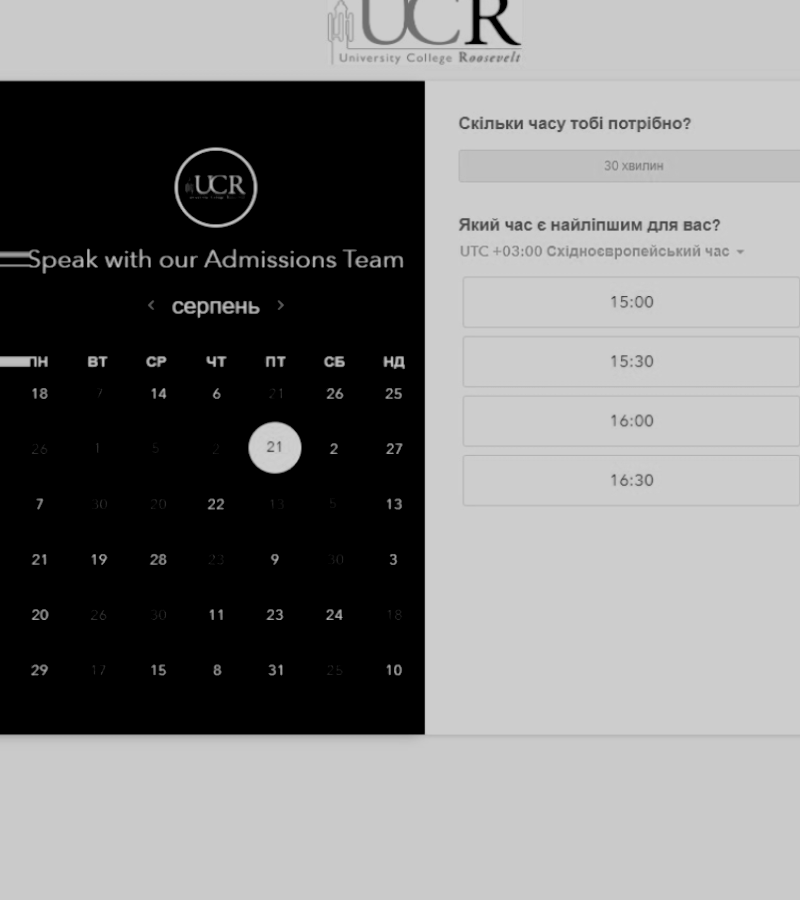 UCR
University College Roosevelt
UCR
Speak with our Admissions Team
< серпень >
ПН ВТ СР ЧТ ПТ СБ НД
18 7 14 6 21 26 25
26 1 5 2 21 2 27
7 30 20 22 13 5 13
21 19 28 23 9 30 3
20 26 30 11 23 24 18
29 17 15 8 31 25 10
Скільки часу тобі потрібно?
30 хвилин
Який час є найліпшим для вас?
UTC +03:00 Східноєвропейський час
15:00
15:30
16:00
16:30